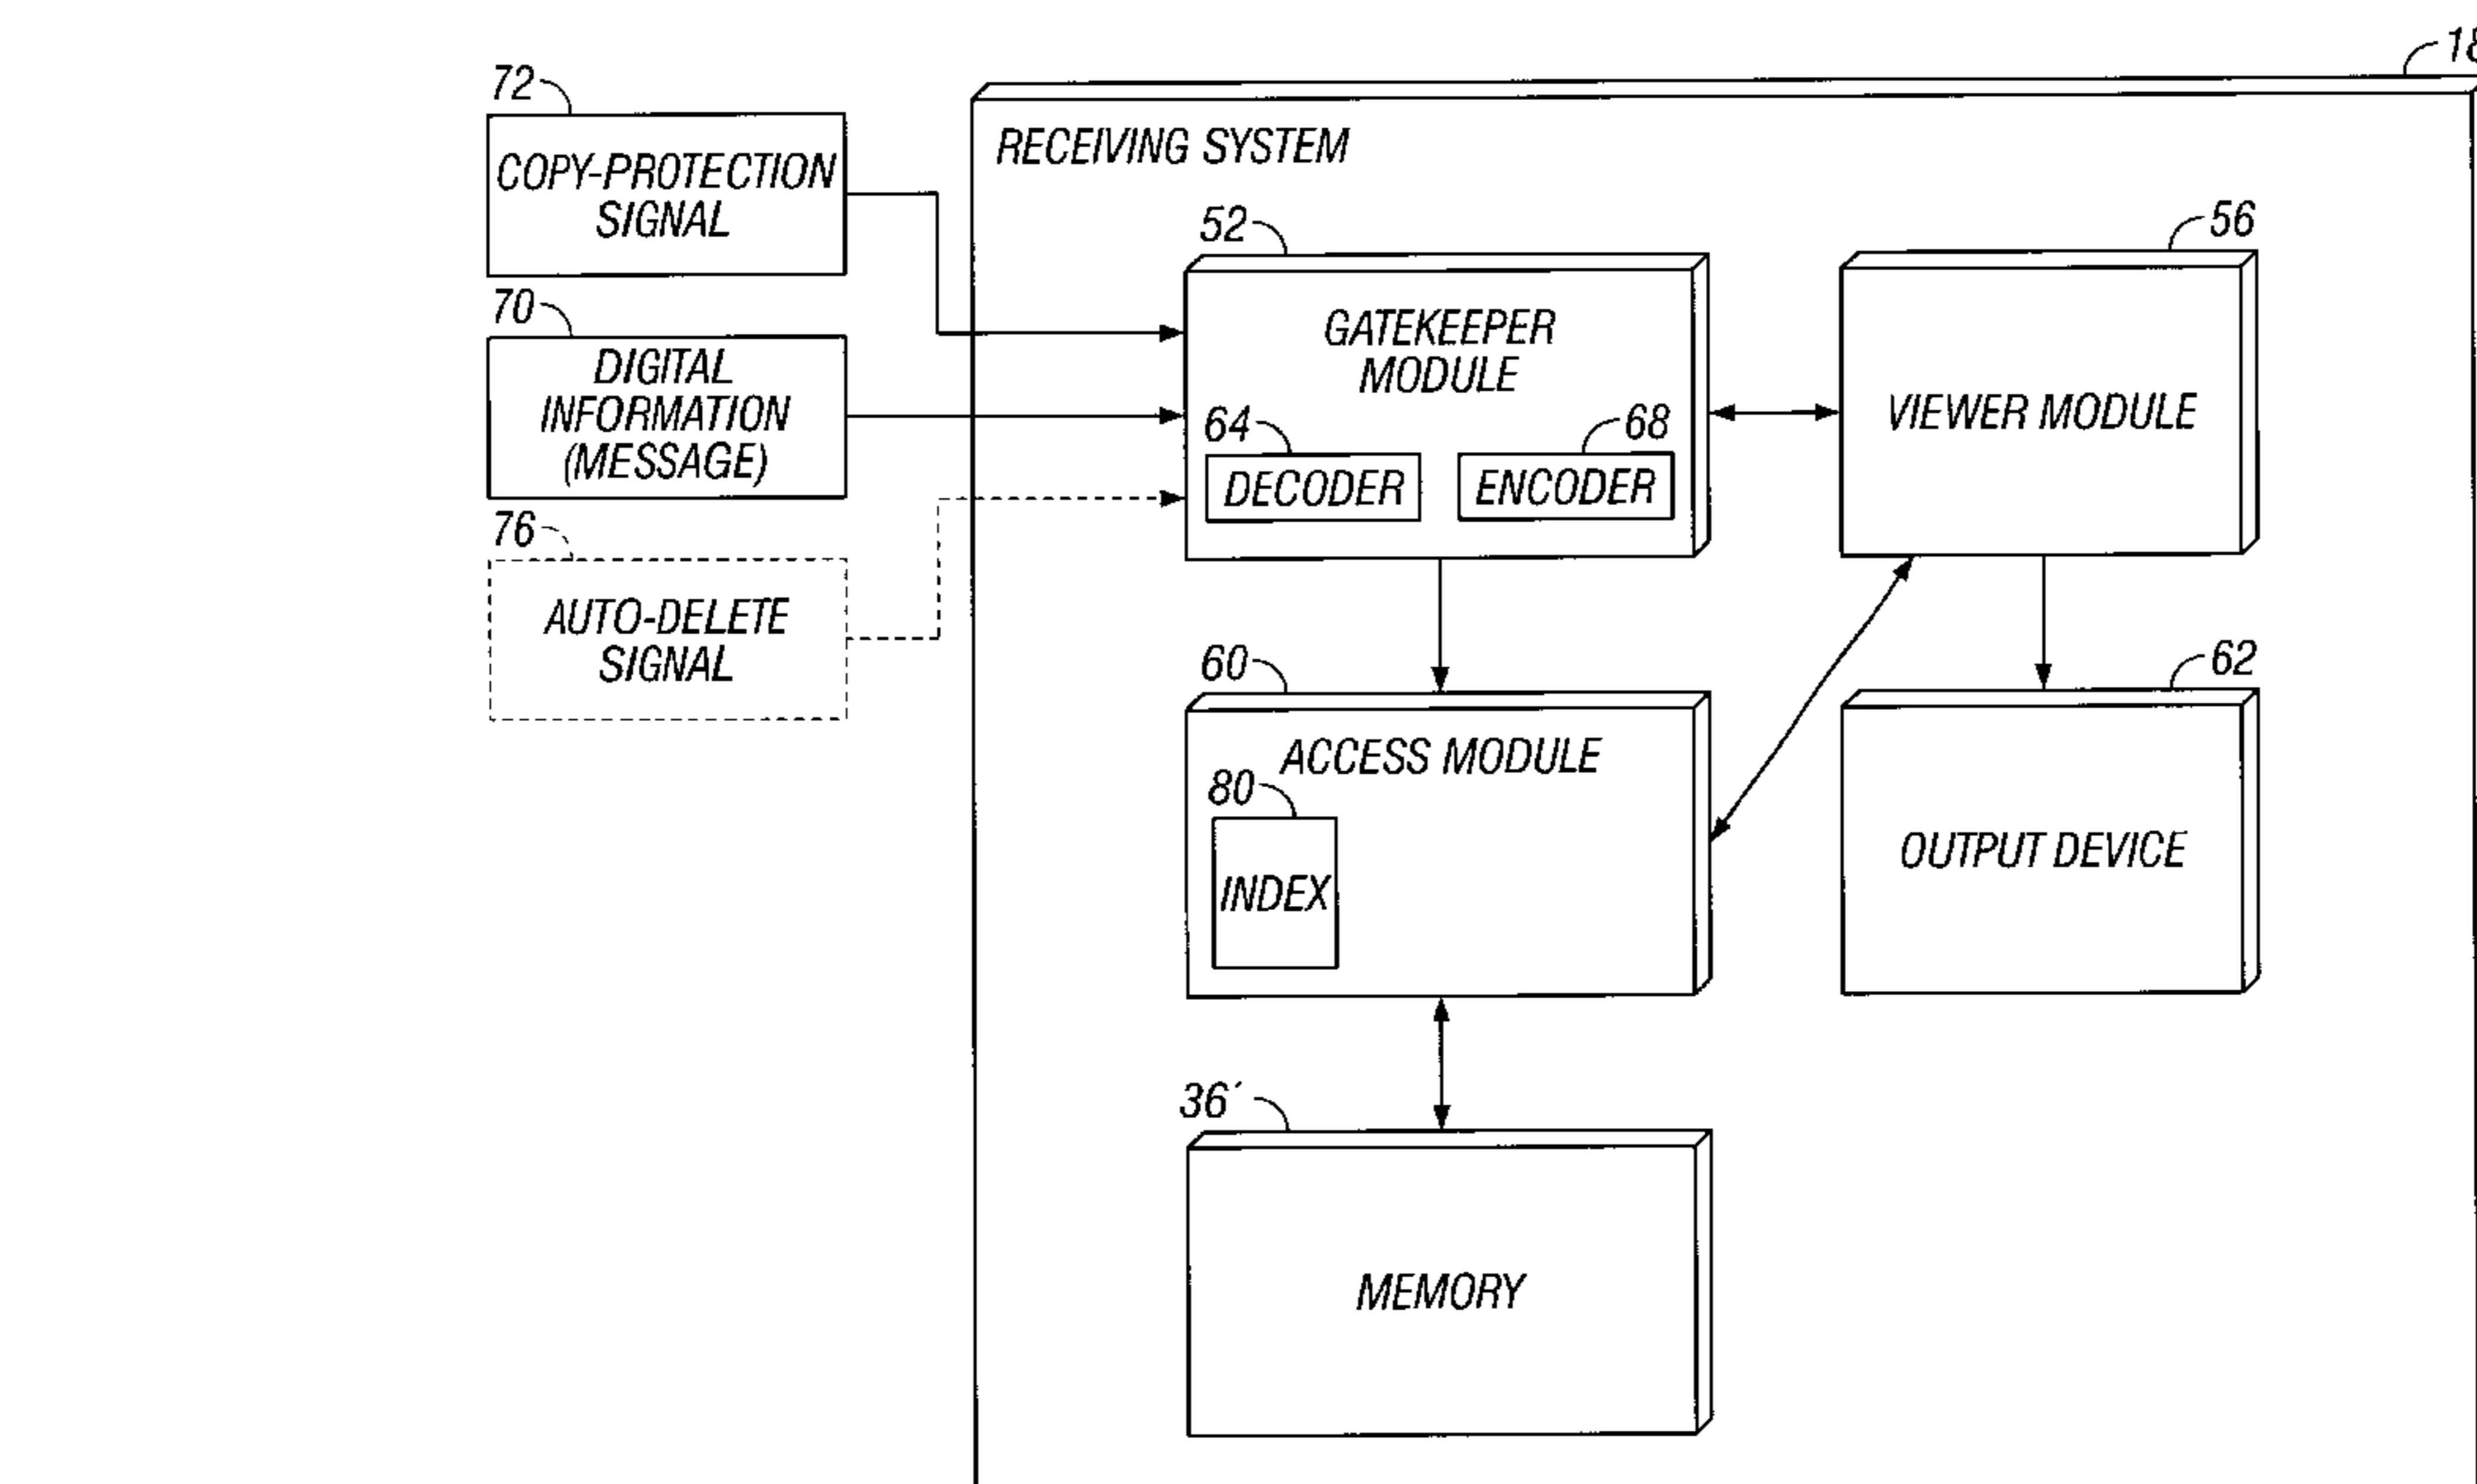 18
72
COPY-PROTECTION
SIGNAL
RECEIVING SYSTEM
52
56
70
DIGITAL
INFORMATION
(MESSAGE)
GATEKEEPER
MODULE
64
68
DECODER
ENCODER
VIEWER MODULE
76
AUTO-DELETE
SIGNAL
60
62
ACCESS MODULE
80
INDEX
OUTPUT DEVICE
36´
MEMORY